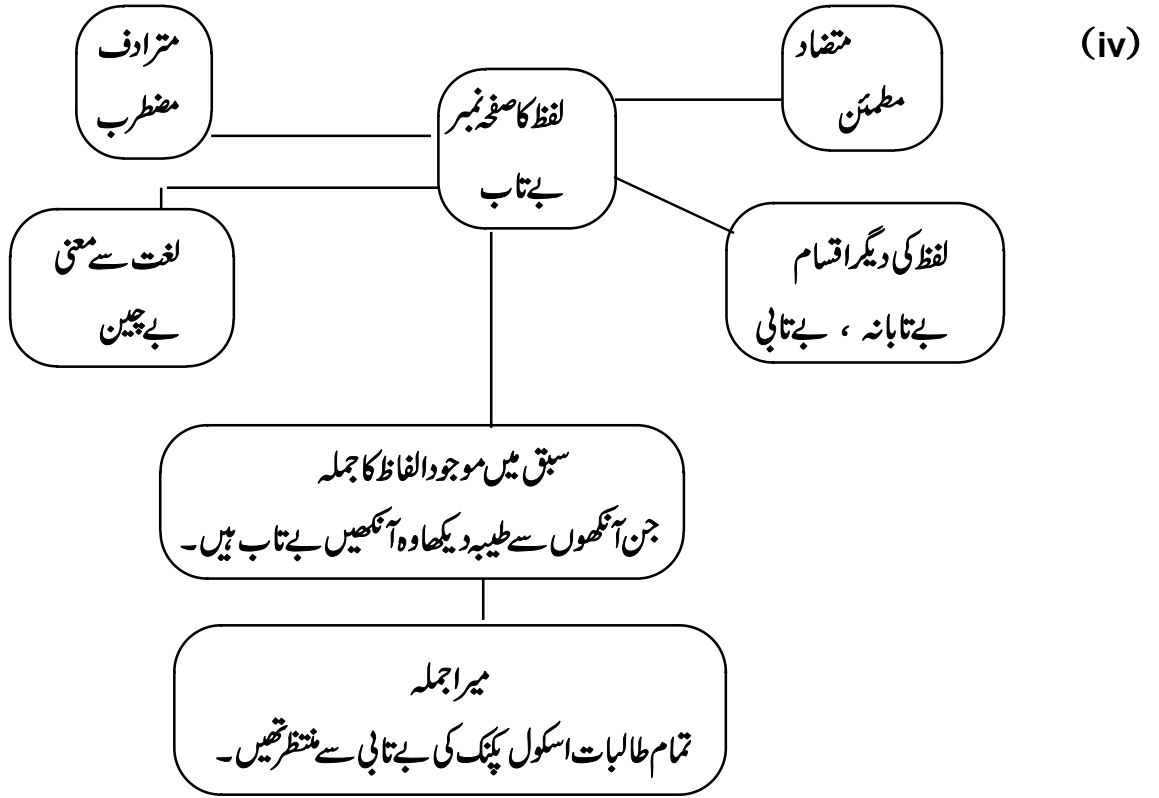 (iv)
متضاد
مطمئن
لفظ کا صفحہ نمبر
بے تاب
مترادف
مضطرب
لفظ کی دیگر اقسام
بے تابانہ ، بے تابی
لغت سے معنی
بے چین
سبق میں موجود الفاظ کا جملہ
جن آنکھوں سے طیبہ دیکھا وہ آنکھیں بے تاب ہیں۔
میرا جملہ
تمام طالبات اسکول پکنک کی بے تابی سے منتظر تھیں۔